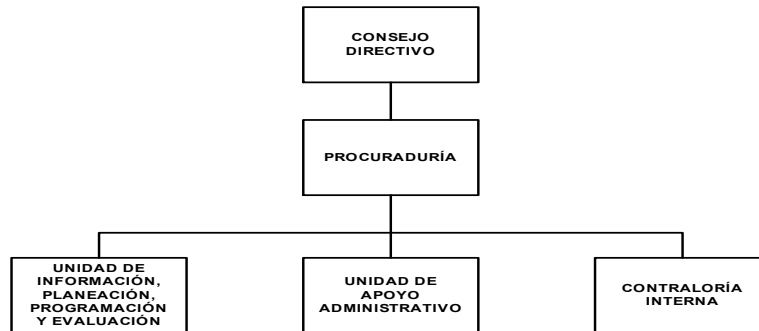 CONSEJO
DIRECTIVO
PROCURADURÍA
UNIDAD DE
INFORMACIÓN,
PLANEACIÓN,
PROGRAMACIÓN
Y EVALUACIÓN
UNIDAD DE
APOYO
ADMINISTRATIVO
CONTRALORÍA
INTERNA